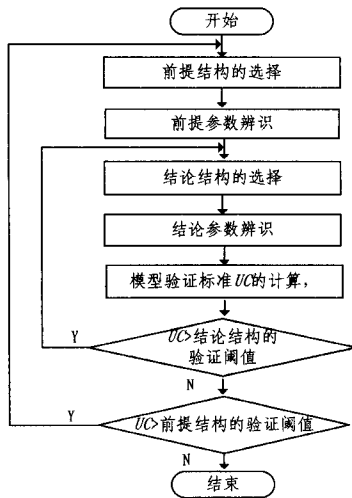 开始
前提结构的选择
前提参数辨识
结论结构的选择
结论参数辨识
模型验证标准UC的计算,
UC>结论结构的
验证阈值
Y
N
UC>前提结构的验证阈值
Y
N
结束